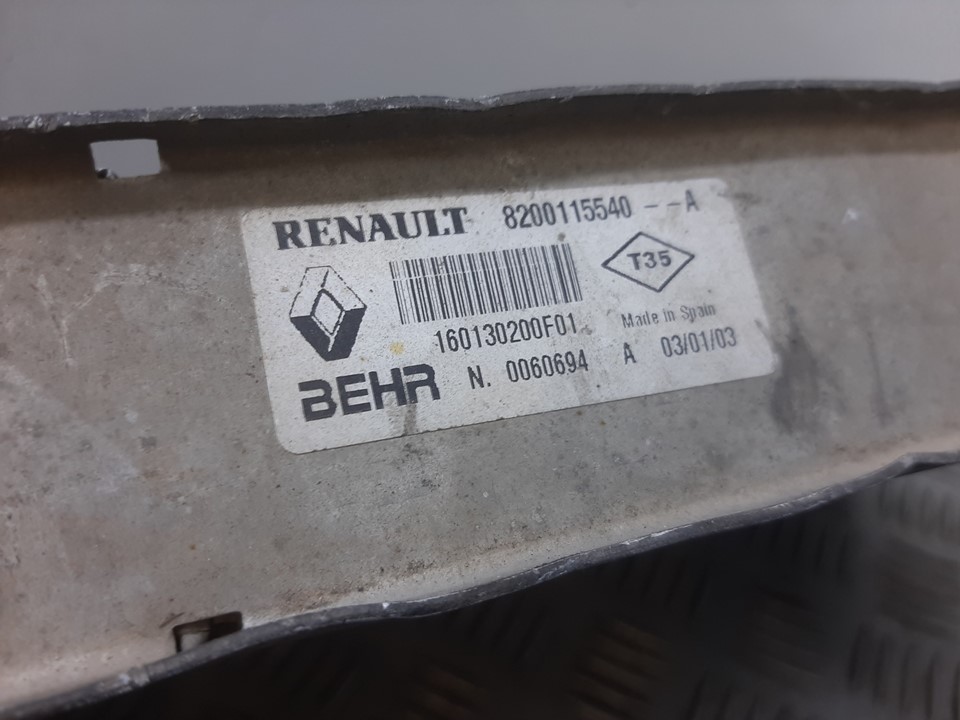 RENAULT 8200115540 - - A
T35
160130200F01
Made in Spain
BEHR N. 0060694 A 03/01/03